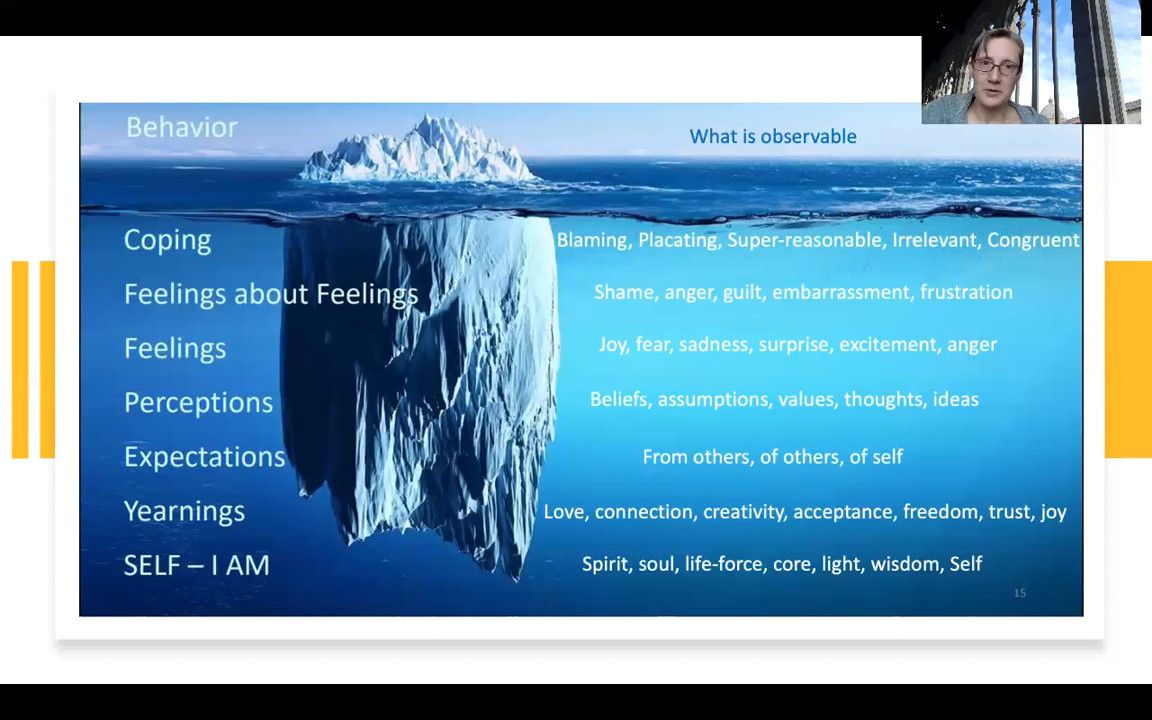 Behavior
What is observable
Coping
Blaming, Placating, Super-reasonable, Irrelevant, Congruent
Feelings about Feelings
Shame, anger, guilt, embarrassment, frustration
Feelings
Joy, fear, sadness, surprise, excitement, anger
Perceptions
Beliefs, assumptions, values, thoughts, ideas
Expectations
From others, of others, of self
Yearnings
Love, connection, creativity, acceptance, freedom, trust, joy
SELF – I AM
Spirit, soul, life-force, core, light, wisdom, Self
15